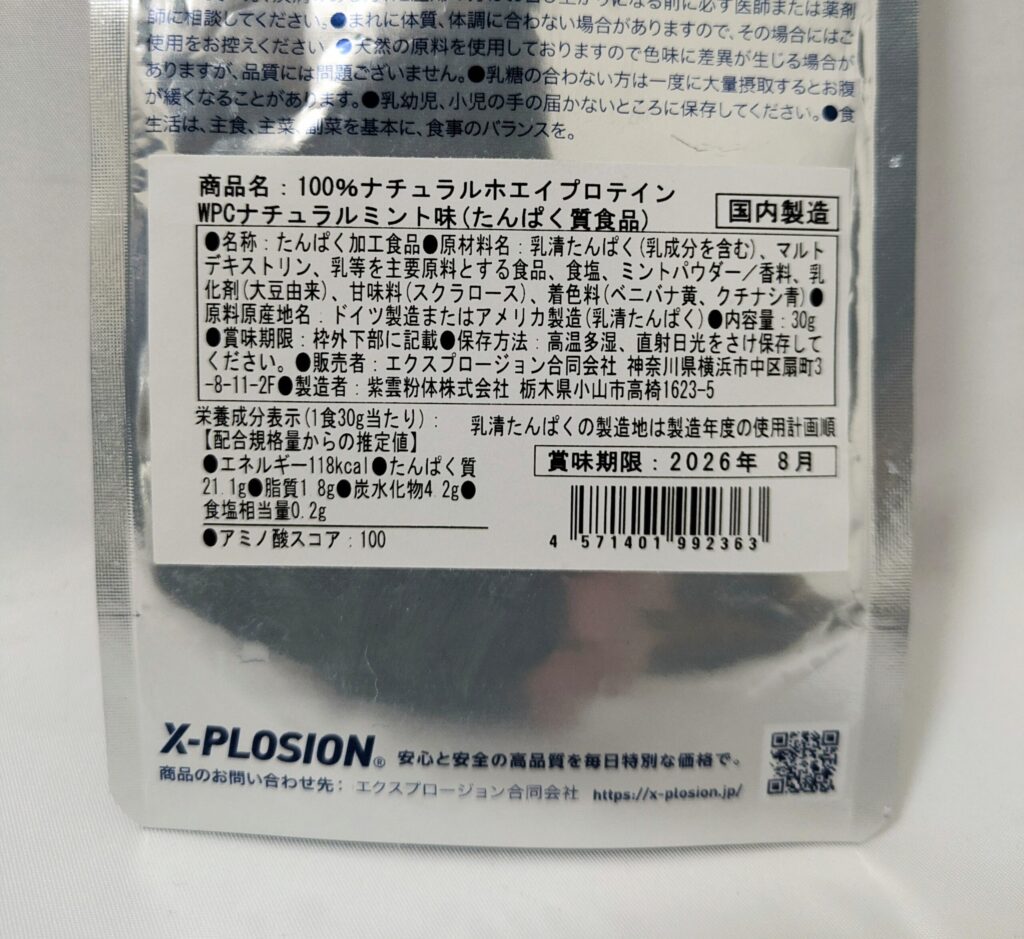 師に相談してください。●まれに体質、体調に合わない場合がありますので、その場合にはご
使用をお控えください。●天然の原料を使用しておりますので色味に差異が生じる場合が
ありますが、品質には問題ございません。●乳糖の合わない方は一度に大量摂取するとお腹
が緩くなることがあります。●乳幼児、小児の手の届かないところに保存してください。●食
生活は、主食、主菜、副菜を基本に、食事のバランスを。
商品名：100%ナチュラルホエイプロテイン
WPCナチュラルミント味(たんぱく質食品)
国内製造
●名称：たんぱく加工食品●原材料名：乳清たんぱく(乳成分を含む)、マルト
デキストリン、乳等を主要原料とする食品、食塩、ミントパウダー／香料、乳
化剤(大豆由来)、甘味料(スクラロース)、着色料(ベニバナ黄、クチナシ青)●
原料原産地名：ドイツ製造またはアメリカ製造(乳清たんぱく)●内容量：30g
●賞味期限：枠外下部に記載●保存方法：高温多湿、直射日光をさけ保存して
ください。●販売者：エクスプロージョン合同会社 神奈川県横浜市中区扇町3
-8-11-2F●製造者：紫雲粉体株式会社 栃木県小山市高椅1623-5
栄養成分表示(1食30g当たり)：
【配合規格量からの推定値】
●エネルギー118kcal●たんぱく質
21.1g●脂質1.8g●炭水化物4.2g●
食塩相当量0.2g
●アミノ酸スコア：100
乳清たんぱくの製造地は製造年度の使用計画順
賞味期限：2026年 8月
4 571401 992363
X-PLOSION® 安心と安全の高品質を毎日特別な価格で。
商品のお問い合わせ先： エクスプロージョン合同会社 https://x-plosion.jp/